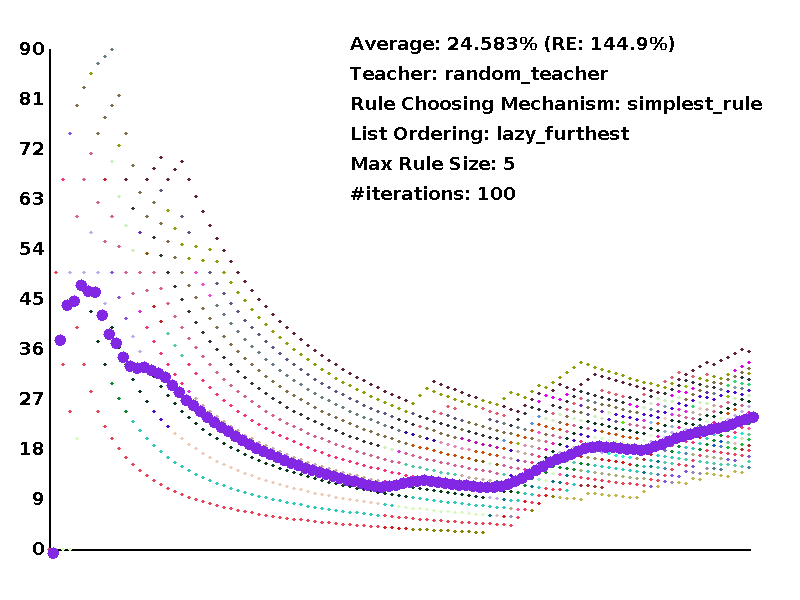 Average: 24.583% (RE: 144.9%)
Teacher: random_teacher
Rule Choosing Mechanism: simplest_rule
List Ordering: lazy_furthest
Max Rule Size: 5
#iterations: 100
90
81
72
63
54
45
36
27
18
9
0